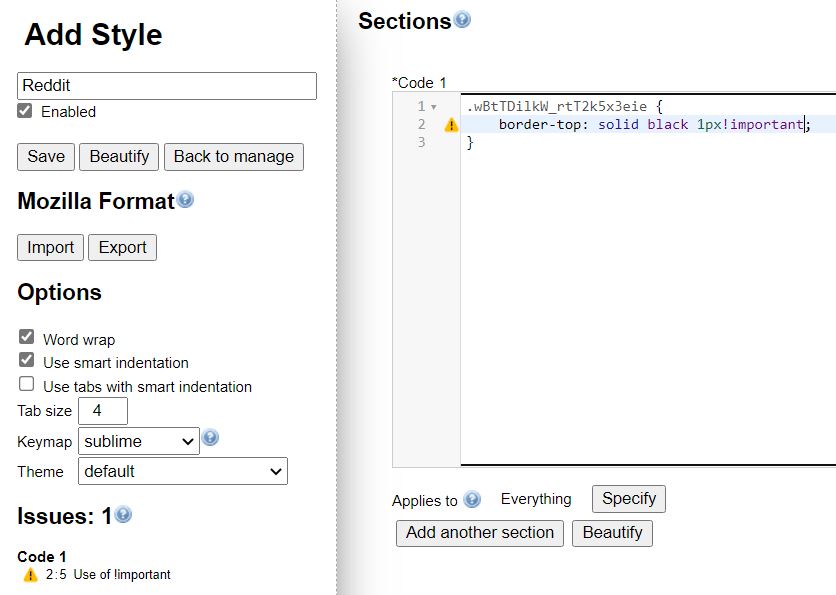 Add Style
Reddit
Enabled
Save Beautify Back to manage
Mozilla Format
Import Export
Options
Word wrap
Use smart indentation
Use tabs with smart indentation
Tab size 4
Keymap sublime
Theme default
Issues: 1
Code 1
2:5 Use of !important
Sections
*Code 1
1 .wBtTDilkW_rtT2k5x3eie {
2 border-top: solid black 1px!important;
3 }
Applies to Everything Specify
Add another section Beautify